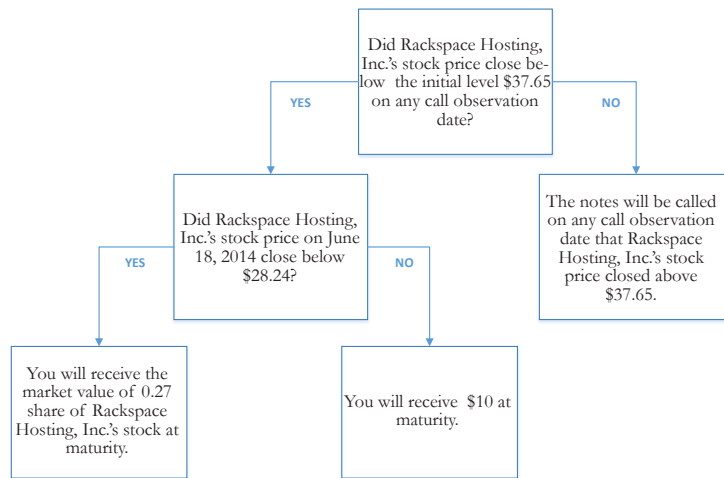 Did Rackspace Hosting,
Inc.'s stock price close be-
low the initial level $37.65
on any call observation
date?
YES
NO
Did Rackspace Hosting,
Inc.'s stock price on June
18, 2014 close below
$28.24?
The notes will be called
on any call observation
date that Rackspace
Hosting, Inc.'s stock
price closed above
$37.65.
YES
NO
You will receive the
market value of 0.27
share of Rackspace
Hosting, Inc.'s stock at
maturity.
You will receive $10 at
maturity.